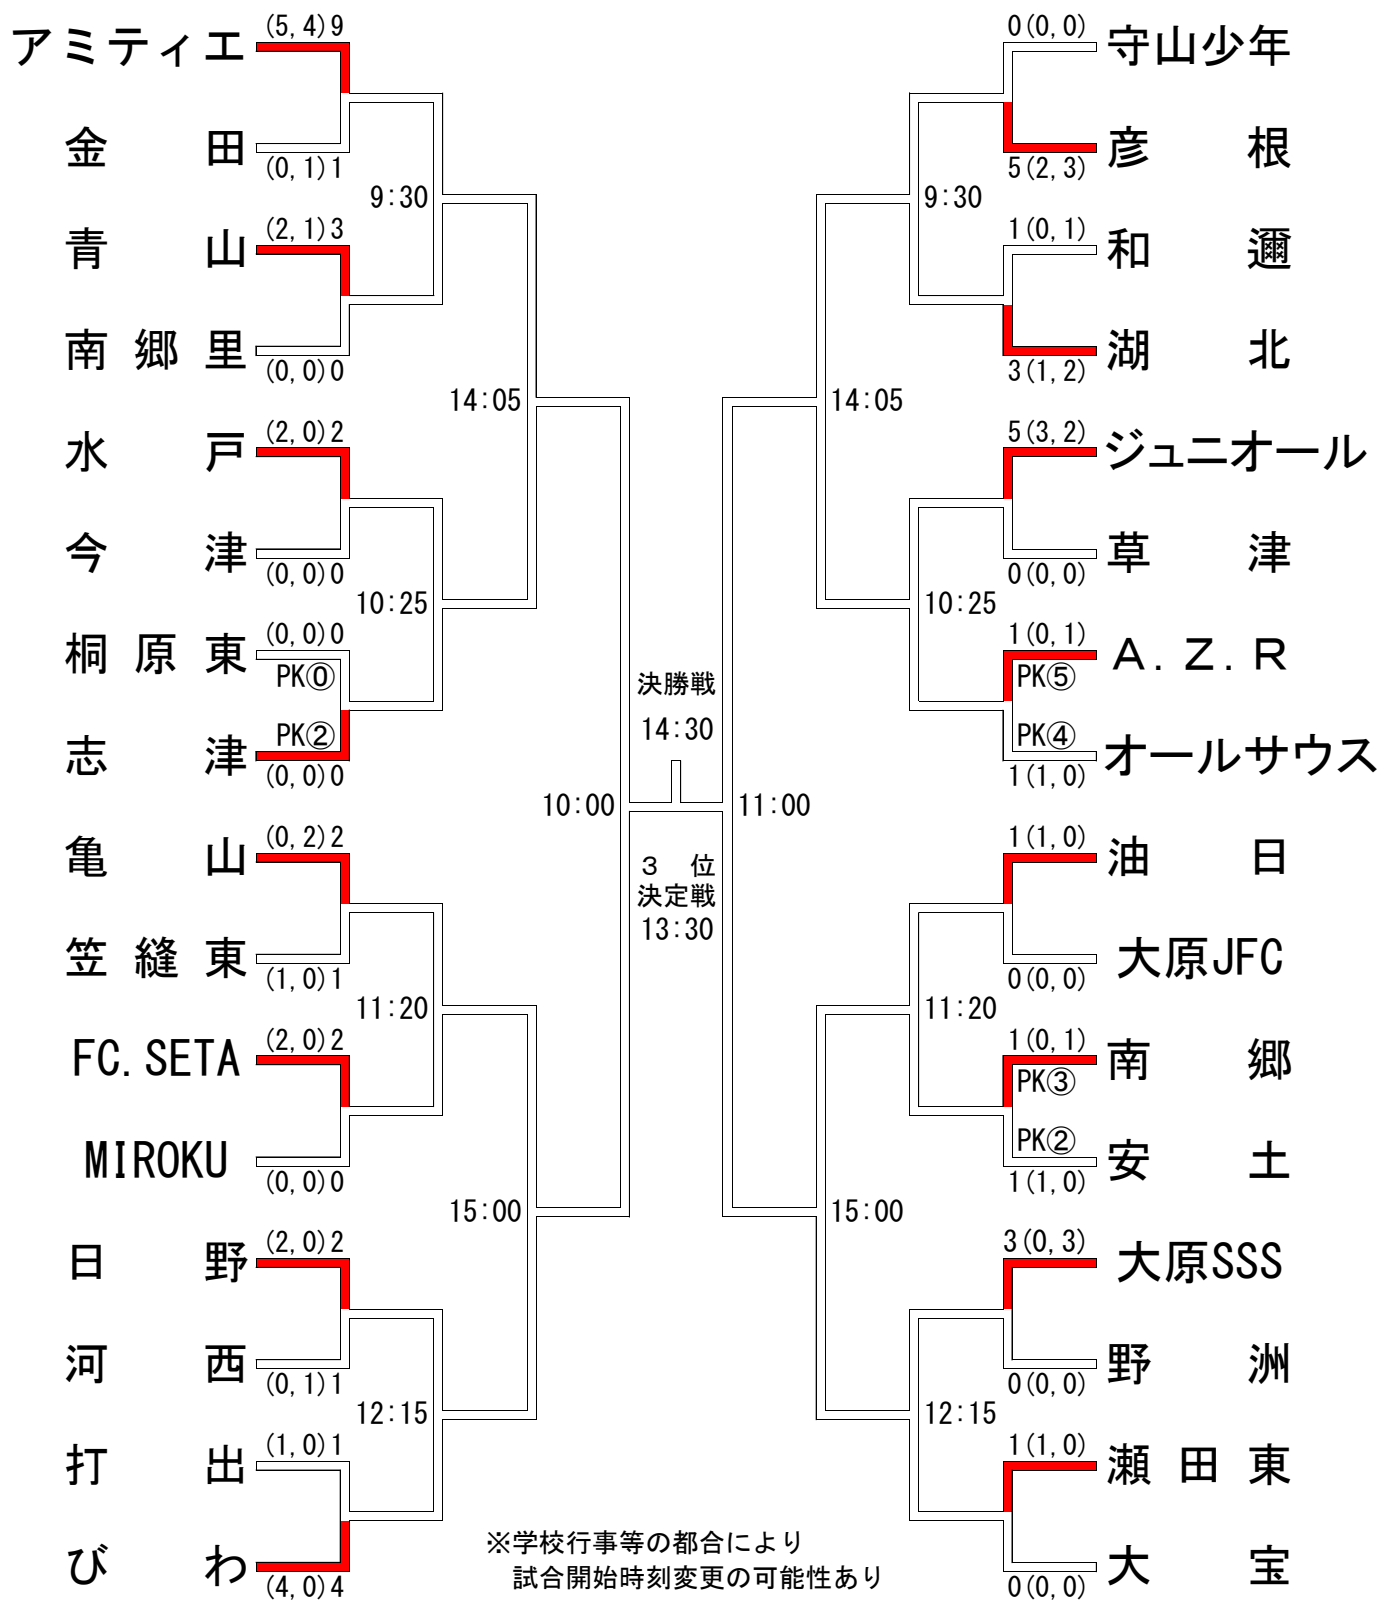 アミティエ (5,4)9
金田 (0,1)1
9:30
青山 (2,1)3
南郷里 (0,0)0
14:05
水戸 (2,0)2
今津 (0,0)0
10:25
桐原東 (0,0)0
PK⓪
PK②
志津 (0,0)0
10:00
亀山 (0,2)2
笠縫東 (1,0)1
11:20
FC.SETA (2,0)2
MIROKU (0,0)0
15:00
日野 (2,0)2
河西 (0,1)1
12:15
打出 (1,0)1
びわ (4,0)4
決勝戦
14:30
3 位
決定戦
13:30
0(0,0) 守山少年
5(2,3) 彦根
9:30
1(0,1) 和邇
3(1,2) 湖北
14:05
5(3,2) ジュニオール
0(0,0) 草津
10:25
1(0,1) A.Z.R
PK⑤
PK④
1(1,0) オールサウス
11:00
1(1,0) 油日
0(0,0) 大原JFC
11:20
1(0,1) 南郷
PK③
PK②
1(1,0) 安土
15:00
3(0,3) 大原SSS
0(0,0) 野洲
12:15
1(1,0) 瀬田東
0(0,0) 大宝
※学校行事等の都合により
試合開始時刻変更の可能性あり